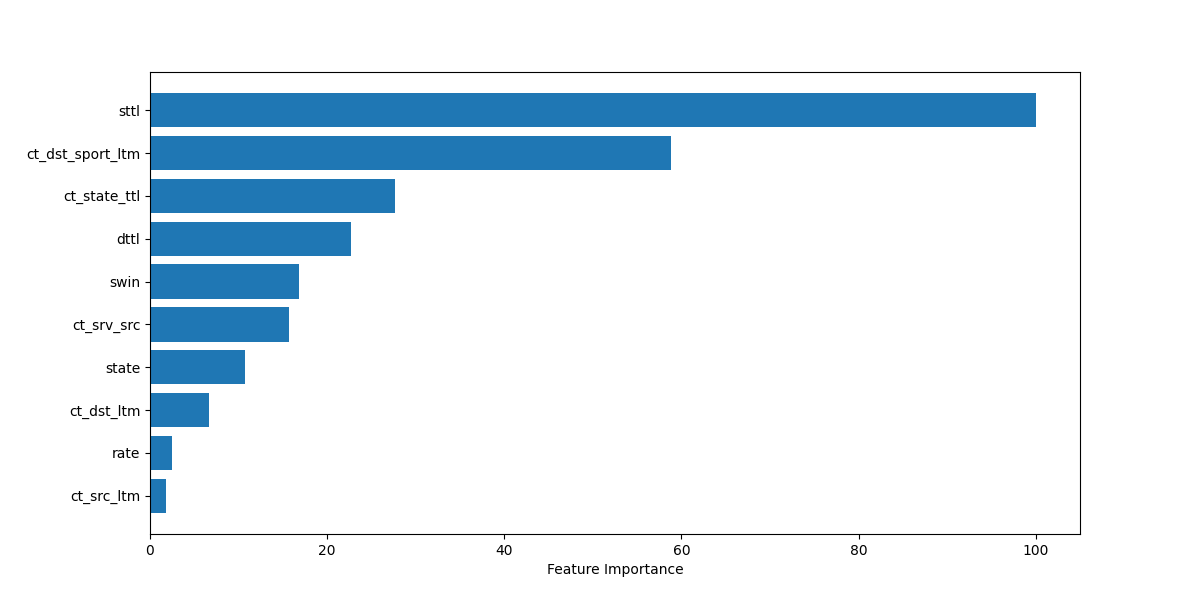 sttl
ct_dst_sport_ltm
ct_state_ttl
dttl
swin
ct_srv_src
state
ct_dst_ltm
rate
ct_src_ltm
0 20 40 60 80 100
Feature Importance